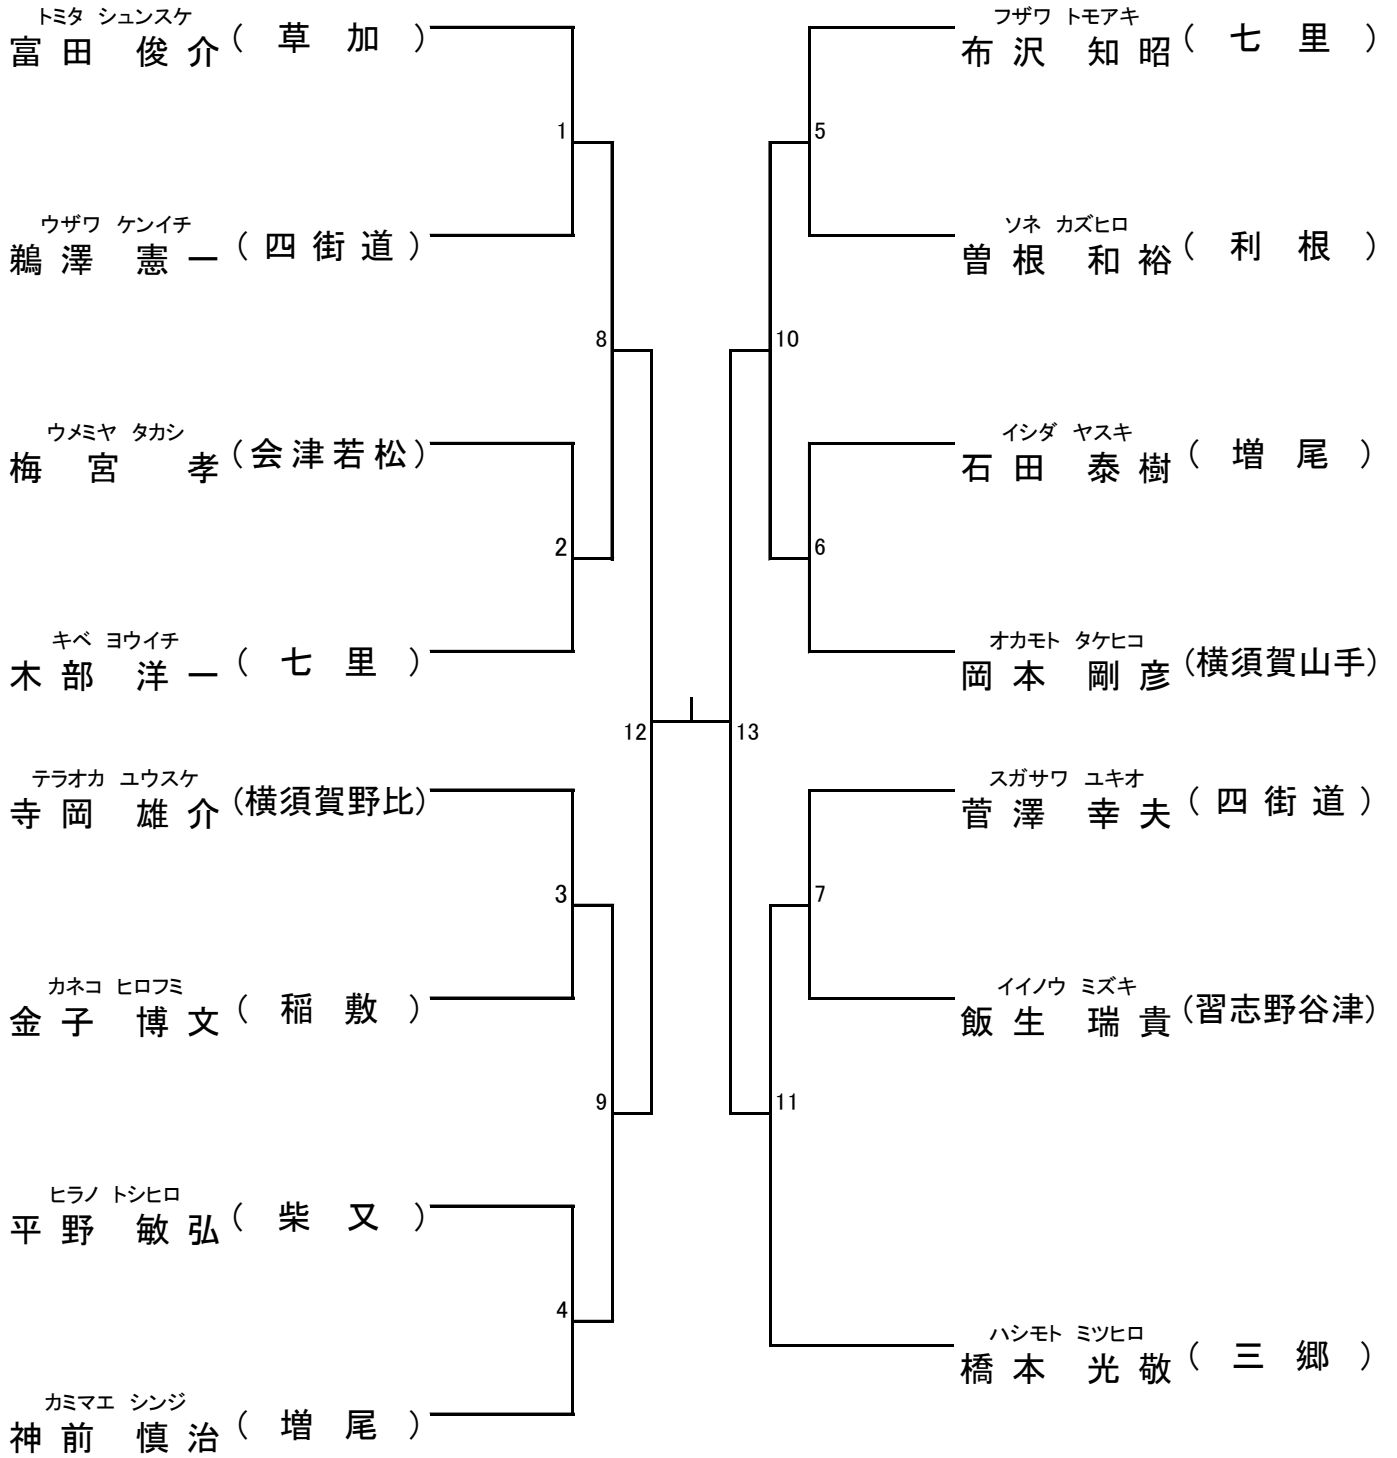 トミタ シュンスケ
富田 俊介 ( 草加 )
1
ウザワ ケンイチ
鵜澤 憲一 ( 四街道 )
8
ウメミヤ タカシ
梅宮 孝 (会津若松)
2
キベ ヨウイチ
木部 洋一 ( 七里 )
12
テラオカ ユウスケ
寺岡 雄介 (横須賀野比)
3
カネコ ヒロフミ
金子 博文 ( 稲敷 )
9
ヒラノ トシヒロ
平野 敏弘 ( 柴又 )
4
カミマエ シンジ
神前 慎治 ( 増尾 )
フザワ トモアキ
布沢 知昭 ( 七里 )
5
ソネ カズヒロ
曽根 和裕 ( 利根 )
10
イシダ ヤスキ
石田 泰樹 ( 増尾 )
6
オカモト タケヒコ
岡本 剛彦 (横須賀山手)
13
スガサワ ユキオ
菅澤 幸夫 ( 四街道 )
7
イイノウ ミズキ
飯生 瑞貴 (習志野谷津)
11
ハシモト ミツヒロ
橋本 光敬 ( 三郷 )